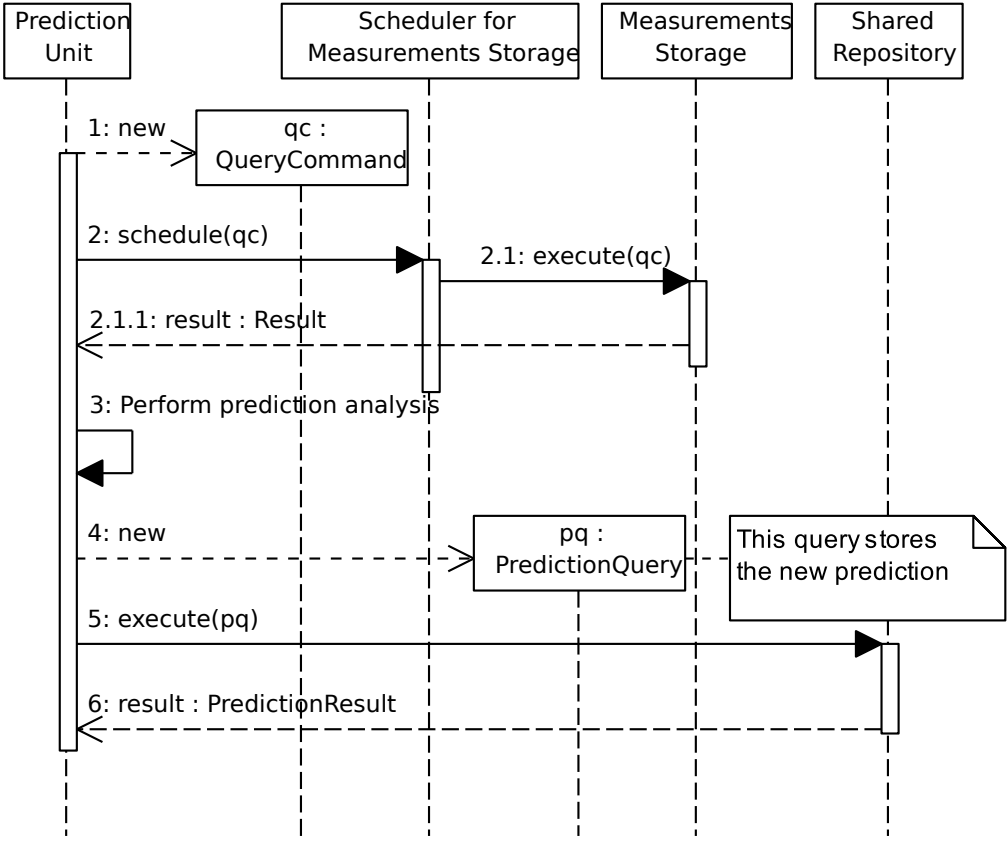 Prediction
Unit
Scheduler for
Measurements Storage
Measurements
Storage
Shared
Repository
1: new
qc :
QueryCommand
2: schedule(qc)
2.1: execute(qc)
2.1.1: result : Result
3: Perform prediction analysis
4: new
pq :
PredictionQuery
This query stores
the new prediction
5: execute(pq)
6: result : PredictionResult